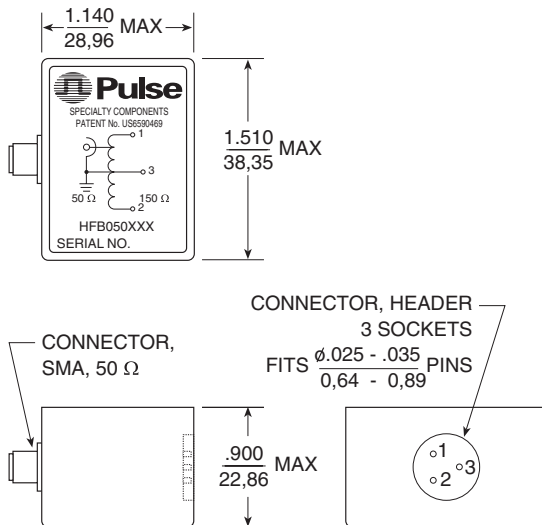 1.140
28,96 MAX
Pulse
SPECIALTY COMPONENTS
PATENT No. US6590469
1
3
50 Ω 150 Ω
2
HFB050XXX
SERIAL NO.
1.510
38,35 MAX
CONNECTOR,
SMA, 50 Ω
.900
22,86 MAX
CONNECTOR, HEADER
3 SOCKETS
FITS ø.025 - .035 PINS
0,64 - 0,89
1
3
2